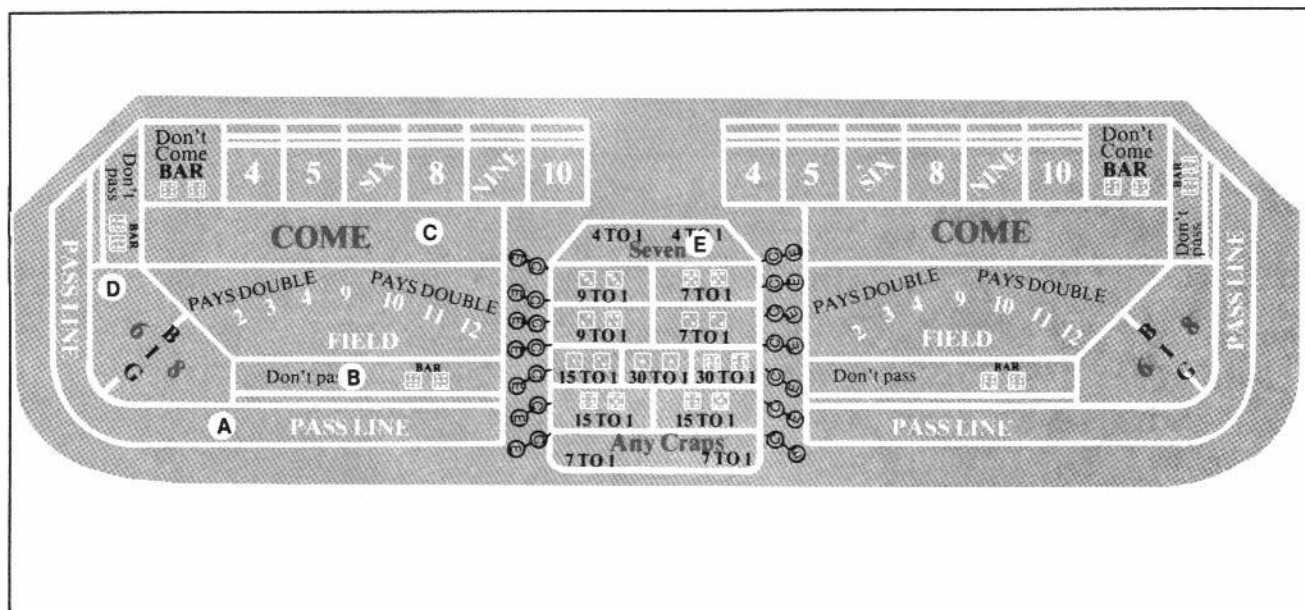 Don't
Come
BAR
4 5 SIX 8 NINE 10
Don't
pass
BAR
COME
C
PASS LINE
D
PAYS DOUBLE
PAYS DOUBLE
2 3 4 9 10 11 12
FIELD
6 8
BIG
Don't pass
B
BAR
A
PASS LINE
E C
E C
E C
E C
E C
E C
E C
4 TO 1 4 TO 1
Seven
E
9 TO 1 7 TO 1
9 TO 1 7 TO 1
15 TO 1 30 TO 1 30 TO 1
15 TO 1 15 TO 1
Any Craps
7 TO 1 7 TO 1
C E
C E
C E
C E
C E
C E
C E
4 5 SIX 8 NINE 10
Don't
Come
BAR
BAR
Don't
pass
COME
PASS LINE
PAYS DOUBLE
PAYS DOUBLE
2 3 4 9 10 11 12
FIELD
BIG
6 8
Don't pass
BAR
PASS LINE